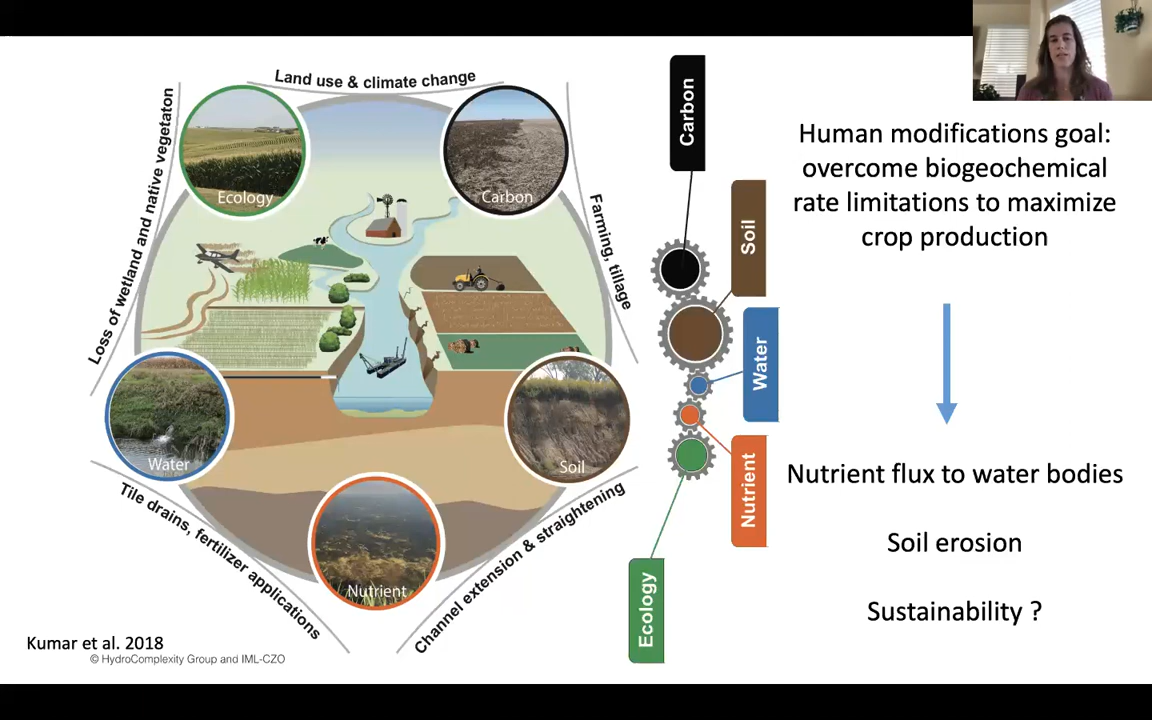 Land use & climate change
Loss of wetland and native vegetaton
Farming, tillage
Ecology
Carbon
Water
Soil
Nutrient
Tile drains, fertilizer applications
Channel extension & straightening
Kumar et al. 2018
© HydroComplexity Group and IML-CZO
Carbon
Soil
Water
Nutrient
Ecology
Human modifications goal:
overcome biogeochemical
rate limitations to maximize
crop production
Nutrient flux to water bodies
Soil erosion
Sustainability ?